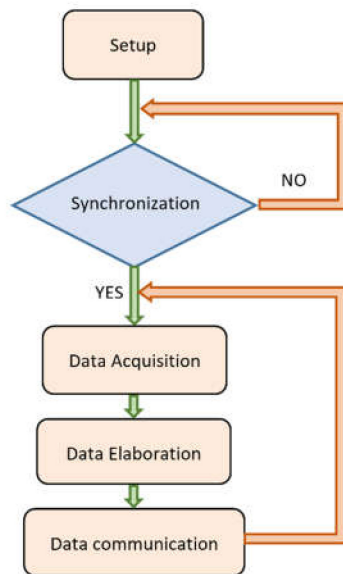 Setup
Synchronization
NO
YES
Data Acquisition
Data Elaboration
Data communication